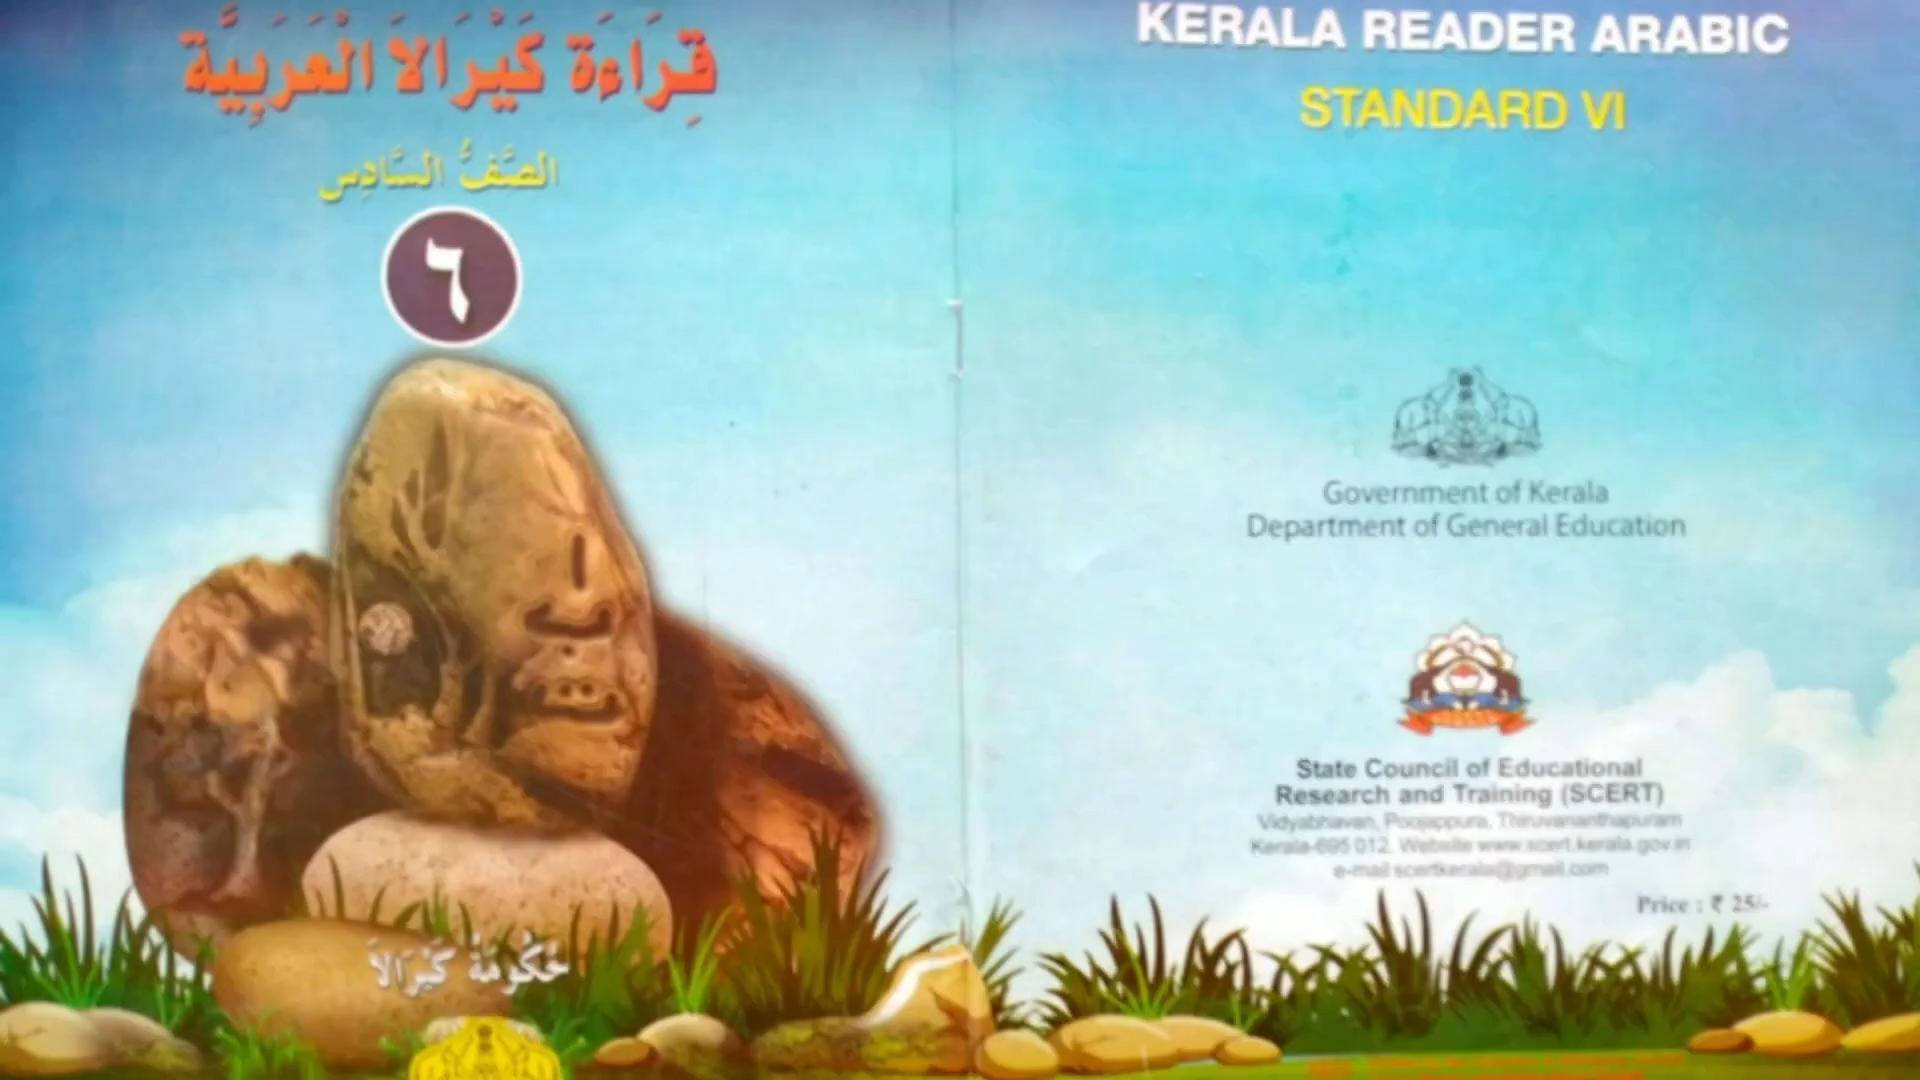 قِرَاءَة كَيْرَالاَ الْعَرَبِيَّة
الصَّفُّ السَّادِس
٦
حُكُومَةُ كَيْرَالاَ
KERALA READER ARABIC
STANDARD VI
Government of Kerala
Department of General Education
State Council of Educational
Research and Training (SCERT)
Vidyabhavan, Poojappura, Thiruvananthapuram
Kerala-695 012. Website www.scert.kerala.gov.in
e-mail scertkerala@gmail.com
Price : ₹ 25/-